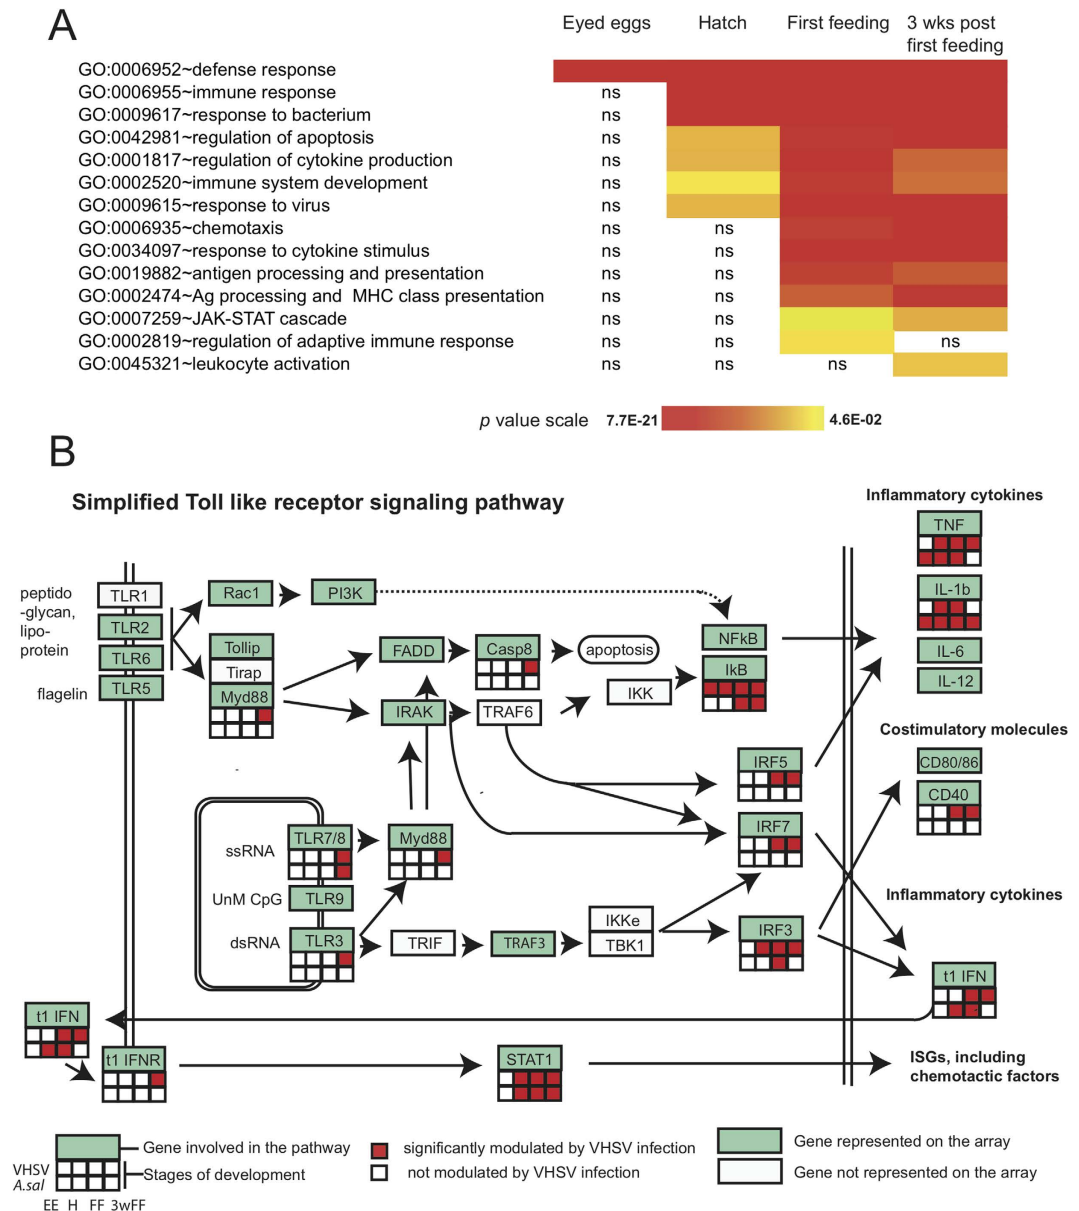 A
Eyed eggs Hatch First feeding 3 wks post
first feeding
GO:0006952~defense response
GO:0006955~immune response ns
GO:0009617~response to bacterium ns
GO:0042981~regulation of apoptosis ns
GO:0001817~regulation of cytokine production ns
GO:0002520~immune system development ns
GO:0009615~response to virus ns
GO:0006935~chemotaxis ns ns
GO:0034097~response to cytokine stimulus ns ns
GO:0019882~antigen processing and presentation ns ns
GO:0002474~Ag processing and MHC class presentation ns ns
GO:0007259~JAK-STAT cascade ns ns
GO:0002819~regulation of adaptive immune response ns ns ns
GO:0045321~leukocyte activation ns ns ns
p value scale 7.7E-21 4.6E-02
B
Simplified Toll like receptor signaling pathway
Inflammatory cytokines
TNF
IL-1b
IL-6
IL-12
peptido
-glycan,
lipo-
protein
flagelin
TLR1
TLR2
TLR6
TLR5
Rac1
PI3K
Tollip
Tirap
Myd88
FADD
Casp8
apoptosis
NFkB
IkB
IKK
IRAK
TRAF6
Costimulatory molecules
CD80/86
CD40
IRF5
IRF7
ssRNA
TLR7/8
Myd88
UnM CpG
TLR9
dsRNA
TLR3
TRIF
TRAF3
IKKe
TBK1
IRF3
Inflammatory cytokines
t1 IFN
t1 IFN
t1 IFNR
STAT1
ISGs, including
chemotactic factors
Gene involved in the pathway
VHSV
A.sal
Stages of development
EE H FF 3wFF
significantly modulated by VHSV infection
not modulated by VHSV infection
Gene represented on the array
Gene not represented on the array